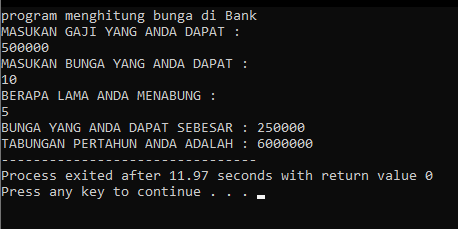 program menghitung bunga di Bank
MASUKAN GAJI YANG ANDA DAPAT :
500000
MASUKAN BUNGA YANG ANDA DAPAT :
10
BERAPA LAMA ANDA MENABUNG :
5
BUNGA YANG ANDA DAPAT SEBESAR : 250000
TABUNGAN PERTAHUN ANDA ADALAH : 6000000
--------------------------------
Process exited after 11.97 seconds with return value 0
Press any key to continue . . .